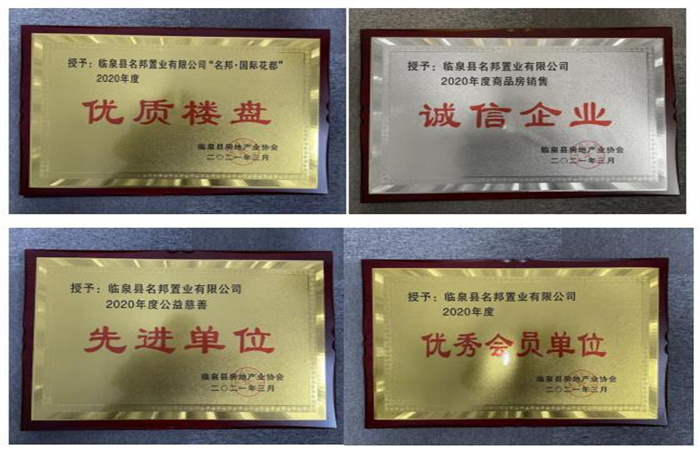 授予：临泉县名邦置业有限公司“名邦·国际花都”
2020年度
优质楼盘
临泉县房地产业协会
二〇二一年三月
授予：临泉县名邦置业有限公司
2020年度商品房销售
诚信企业
临泉县房地产业协会
二〇二一年三月
授予：临泉县名邦置业有限公司
2020年度公益慈善
先进单位
临泉县房地产业协会
二〇二一年三月
授予：临泉县名邦置业有限公司
2020年度
优秀会员单位
临泉县房地产业协会
二〇二一年三月